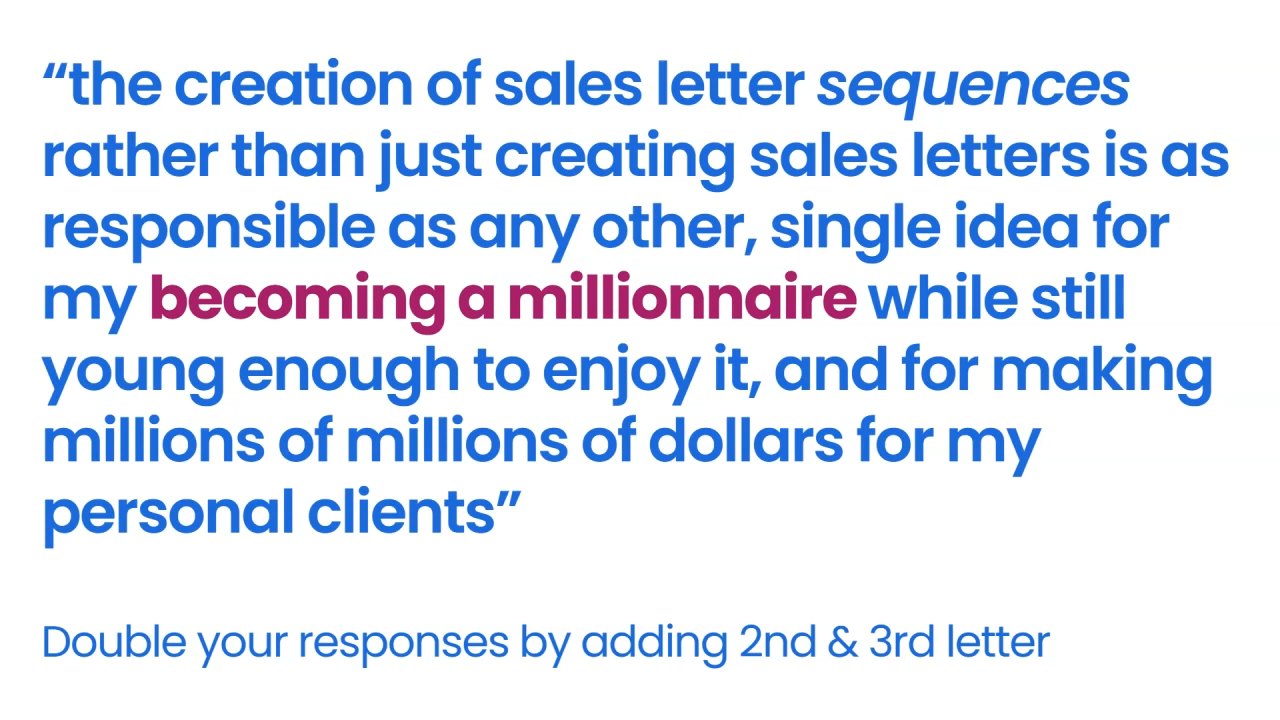 “the creation of sales letter sequences
rather than just creating sales letters is as
responsible as any other, single idea for
my becoming a millionnaire while still
young enough to enjoy it, and for making
millions of millions of dollars for my
personal clients”
Double your responses by adding 2nd & 3rd letter